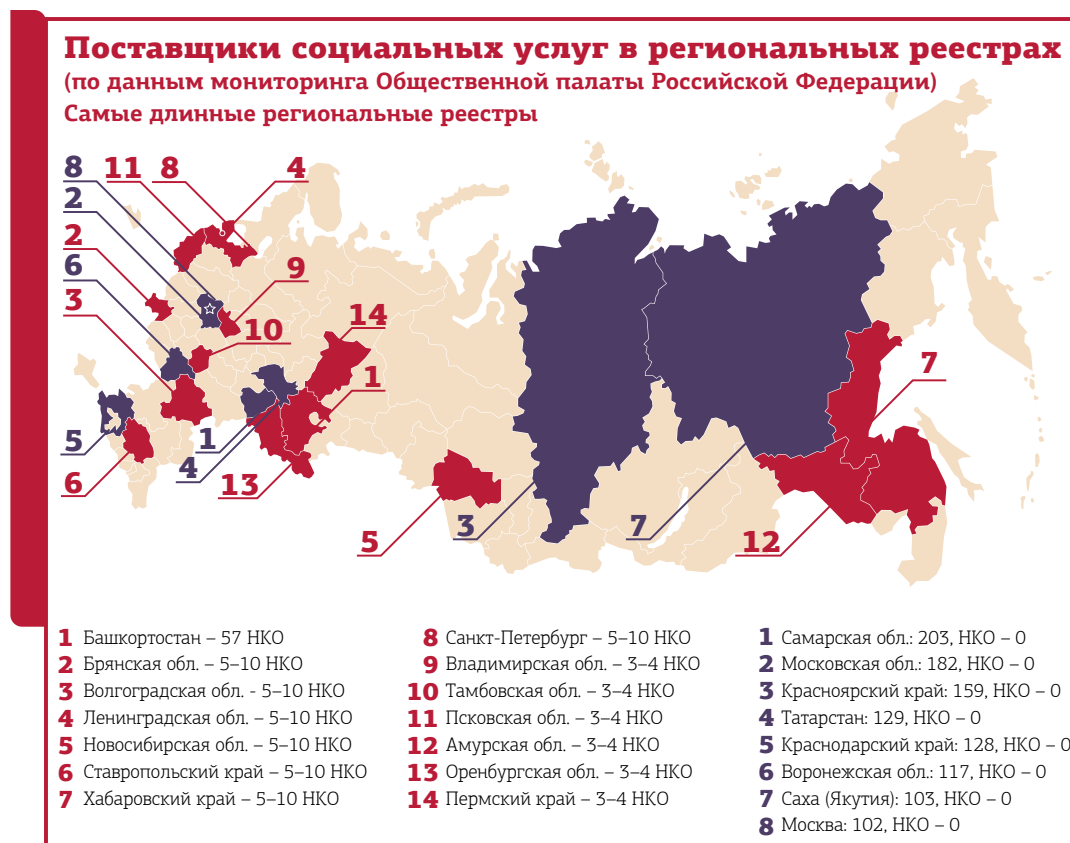 Поставщики социальных услуг в региональных реестрах
(по данным мониторинга Общественной палаты Российской Федерации)
Самые длинные региональные реестры
8 11 8 4
2
2
6 9
3 14
10
7
1
5 1
4
6 13
3 7
5 12
1 Башкортостан – 57 НКО
2 Брянская обл. – 5–10 НКО
3 Волгоградская обл. - 5–10 НКО
4 Ленинградская обл. – 5–10 НКО
5 Новосибирская обл. – 5–10 НКО
6 Ставропольский край – 5–10 НКО
7 Хабаровский край – 5–10 НКО
8 Санкт-Петербург – 5–10 НКО
9 Владимирская обл. – 3–4 НКО
10 Тамбовская обл. – 3–4 НКО
11 Псковская обл. – 3–4 НКО
12 Амурская обл. – 3–4 НКО
13 Оренбургская обл. – 3–4 НКО
14 Пермский край – 3–4 НКО
1 Самарская обл.: 203, НКО – 0
2 Московская обл.: 182, НКО – 0
3 Красноярский край: 159, НКО – 0
4 Татарстан: 129, НКО – 0
5 Краснодарский край: 128, НКО – 0
6 Воронежская обл.: 117, НКО – 0
7 Саха (Якутия): 103, НКО – 0
8 Москва: 102, НКО – 0